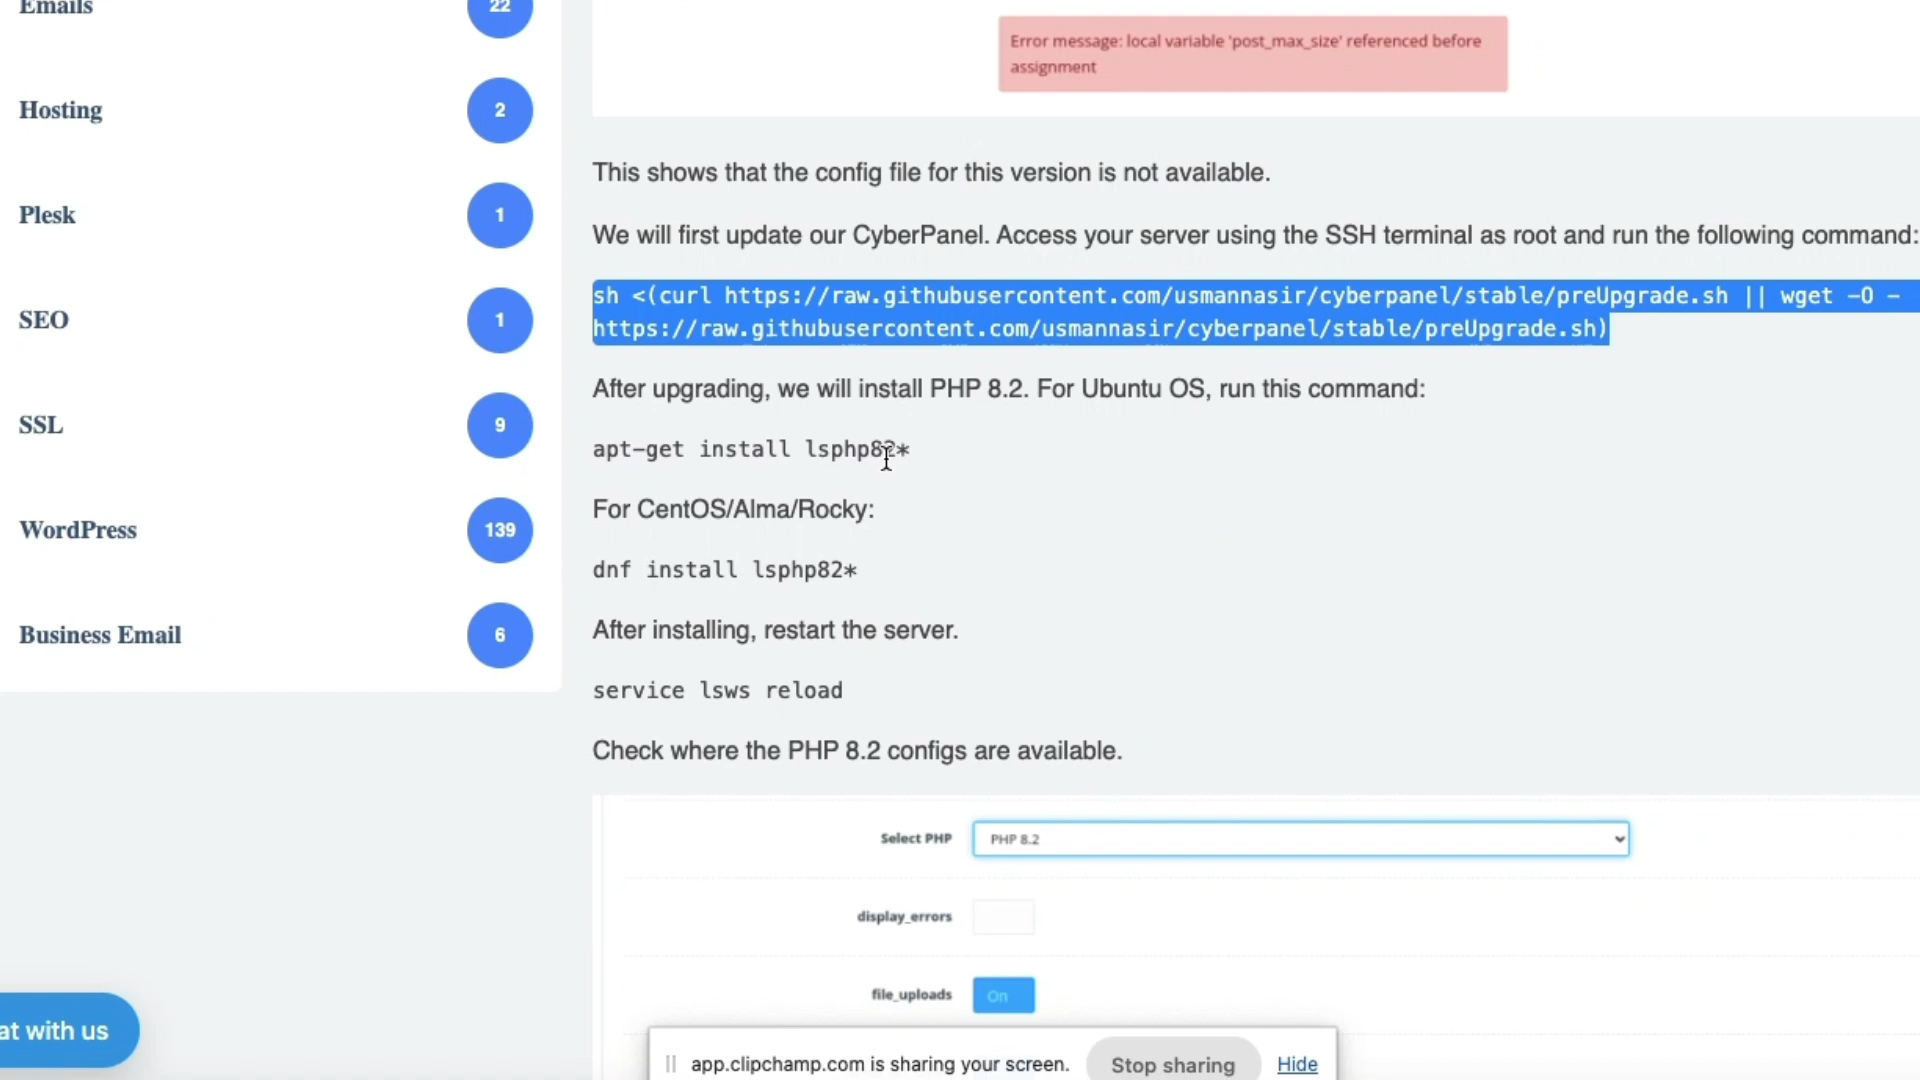 Emails
22
Hosting
2
Plesk
1
SEO
1
SSL
9
WordPress
139
Business Email
6
at with us
Error message: local variable 'post_max_size' referenced before
assignment
This shows that the config file for this version is not available.
We will first update our CyberPanel. Access your server using the SSH terminal as root and run the following command:
sh <(curl https://raw.githubusercontent.com/usmannasir/cyberpanel/stable/preUpgrade.sh || wget -O -
https://raw.githubusercontent.com/usmannasir/cyberpanel/stable/preUpgrade.sh)
After upgrading, we will install PHP 8.2. For Ubuntu OS, run this command:
apt-get install lsphp82*
For CentOS/Alma/Rocky:
dnf install lsphp82*
After installing, restart the server.
service lsws reload
Check where the PHP 8.2 configs are available.
Select PHP
PHP 8.2
display_errors
file_uploads
On
app.clipchamp.com is sharing your screen.
Stop sharing
Hide